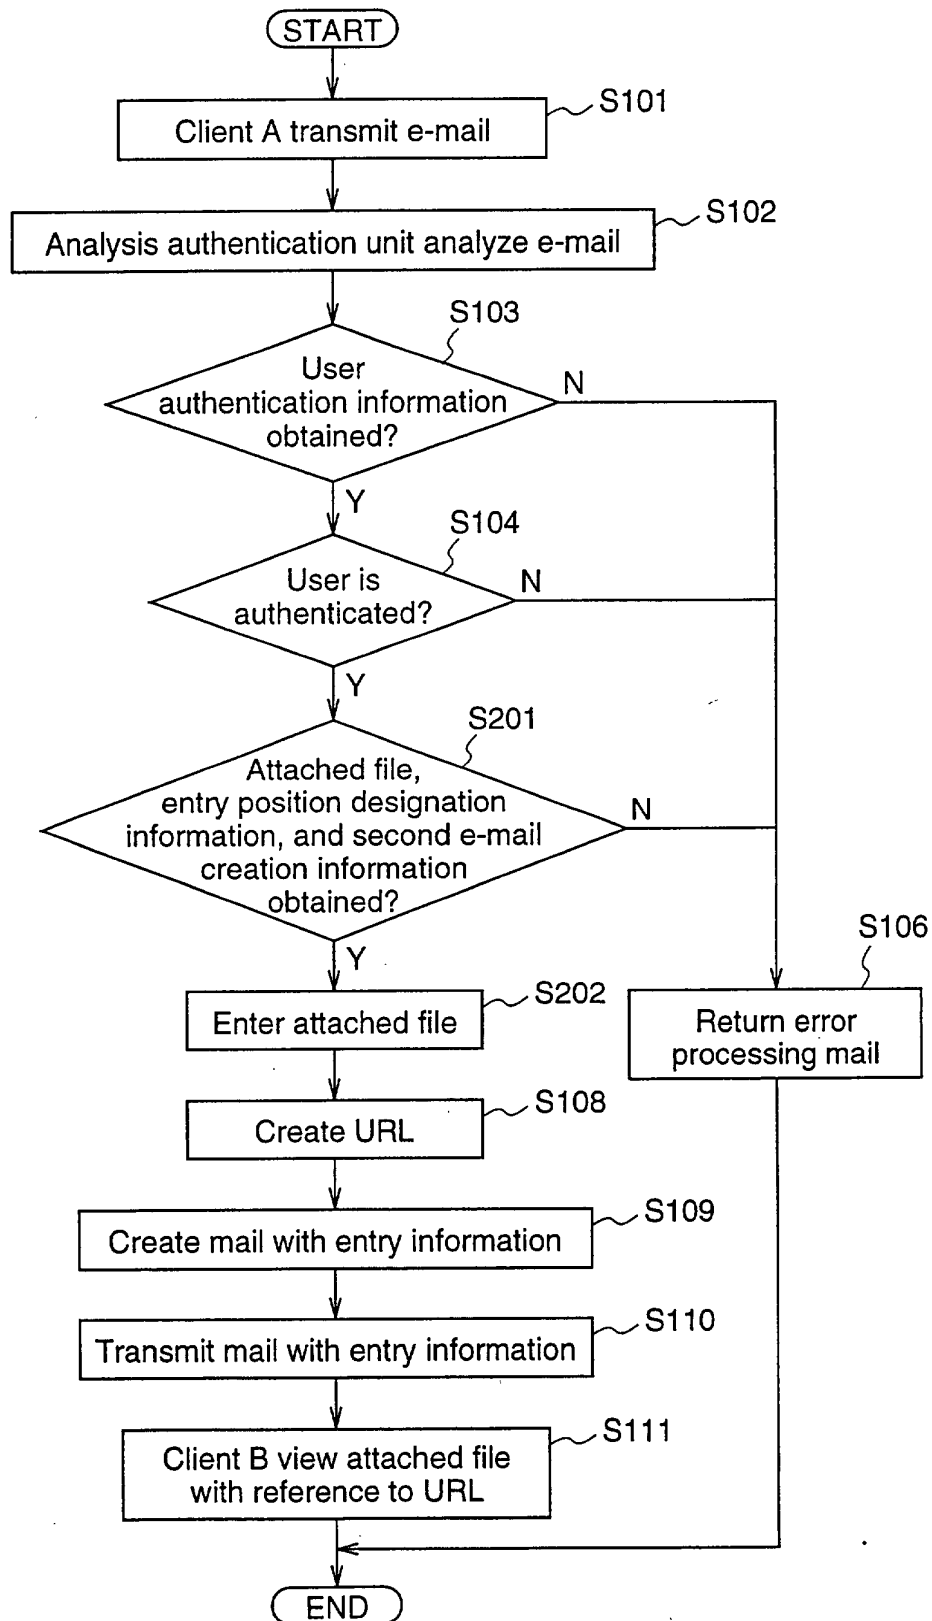 START
S101
Client A transmit e-mail
S102
Analysis authentication unit analyze e-mail
S103
User
authentication information
obtained?
N
Y
S104
User is
authenticated?
N
Y
S201
Attached file,
entry position designation
information, and second e-mail
creation information
obtained?
N
Y
S106
Return error
processing mail
S202
Enter attached file
S108
Create URL
S109
Create mail with entry information
S110
Transmit mail with entry information
S111
Client B view attached file
with reference to URL
END